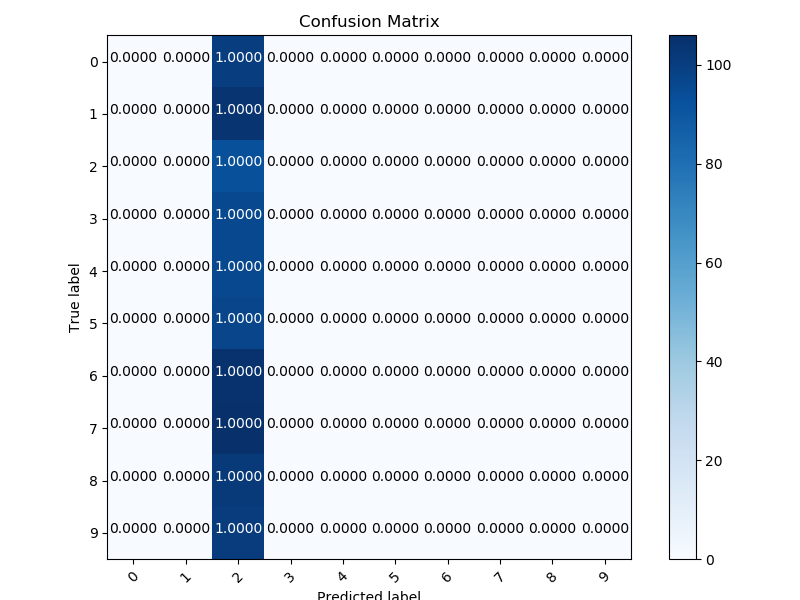 Confusion Matrix
0 0.0000 0.0000 1.0000 0.0000 0.0000 0.0000 0.0000 0.0000 0.0000 0.0000
1 0.0000 0.0000 1.0000 0.0000 0.0000 0.0000 0.0000 0.0000 0.0000 0.0000
2 0.0000 0.0000 1.0000 0.0000 0.0000 0.0000 0.0000 0.0000 0.0000 0.0000
3 0.0000 0.0000 1.0000 0.0000 0.0000 0.0000 0.0000 0.0000 0.0000 0.0000
4 0.0000 0.0000 1.0000 0.0000 0.0000 0.0000 0.0000 0.0000 0.0000 0.0000
5 0.0000 0.0000 1.0000 0.0000 0.0000 0.0000 0.0000 0.0000 0.0000 0.0000
6 0.0000 0.0000 1.0000 0.0000 0.0000 0.0000 0.0000 0.0000 0.0000 0.0000
7 0.0000 0.0000 1.0000 0.0000 0.0000 0.0000 0.0000 0.0000 0.0000 0.0000
8 0.0000 0.0000 1.0000 0.0000 0.0000 0.0000 0.0000 0.0000 0.0000 0.0000
9 0.0000 0.0000 1.0000 0.0000 0.0000 0.0000 0.0000 0.0000 0.0000 0.0000
True label
0 1 2 3 4 5 6 7 8 9
Predicted label
100
80
60
40
20
0